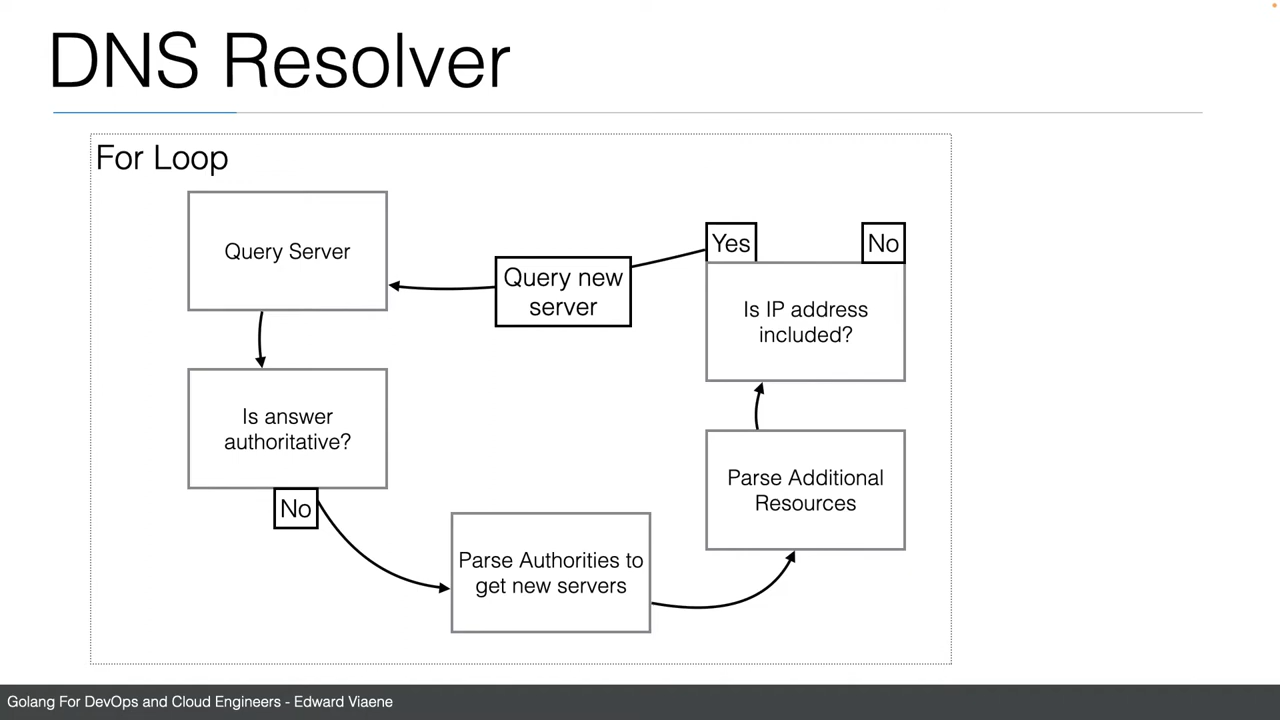 DNS Resolver
For Loop
Query Server
Yes
No
Query new
server
Is IP address
included?
Is answer
authoritative?
Parse Additional
Resources
No
Parse Authorities to
get new servers
Golang For DevOps and Cloud Engineers - Edward Viaene